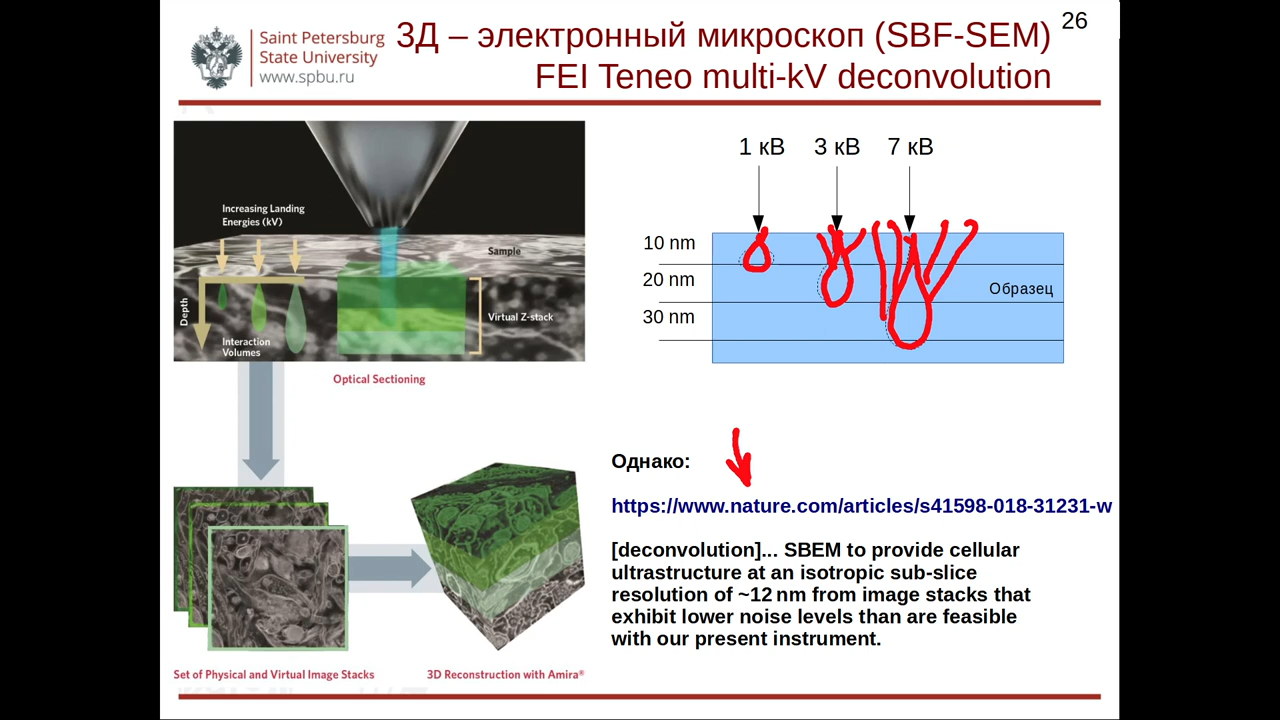 Saint Petersburg
State University
www.spbu.ru
3Д – электронный микроскоп (SBF-SEM)
FEI Teneo multi-kV deconvolution
26
Increasing Landing
Energies (kV)
Sample
Depth
Virtual Z-stack
Interaction
Volumes
Optical Sectioning
Set of Physical and Virtual Image Stacks
3D Reconstruction with Amira®
1 кВ 3 кВ 7 кВ
10 nm
20 nm
30 nm
Образец
Однако:
https://www.nature.com/articles/s41598-018-31231-w
[deconvolution]... SBEM to provide cellular
ultrastructure at an isotropic sub-slice
resolution of ~12 nm from image stacks that
exhibit lower noise levels than are feasible
with our present instrument.